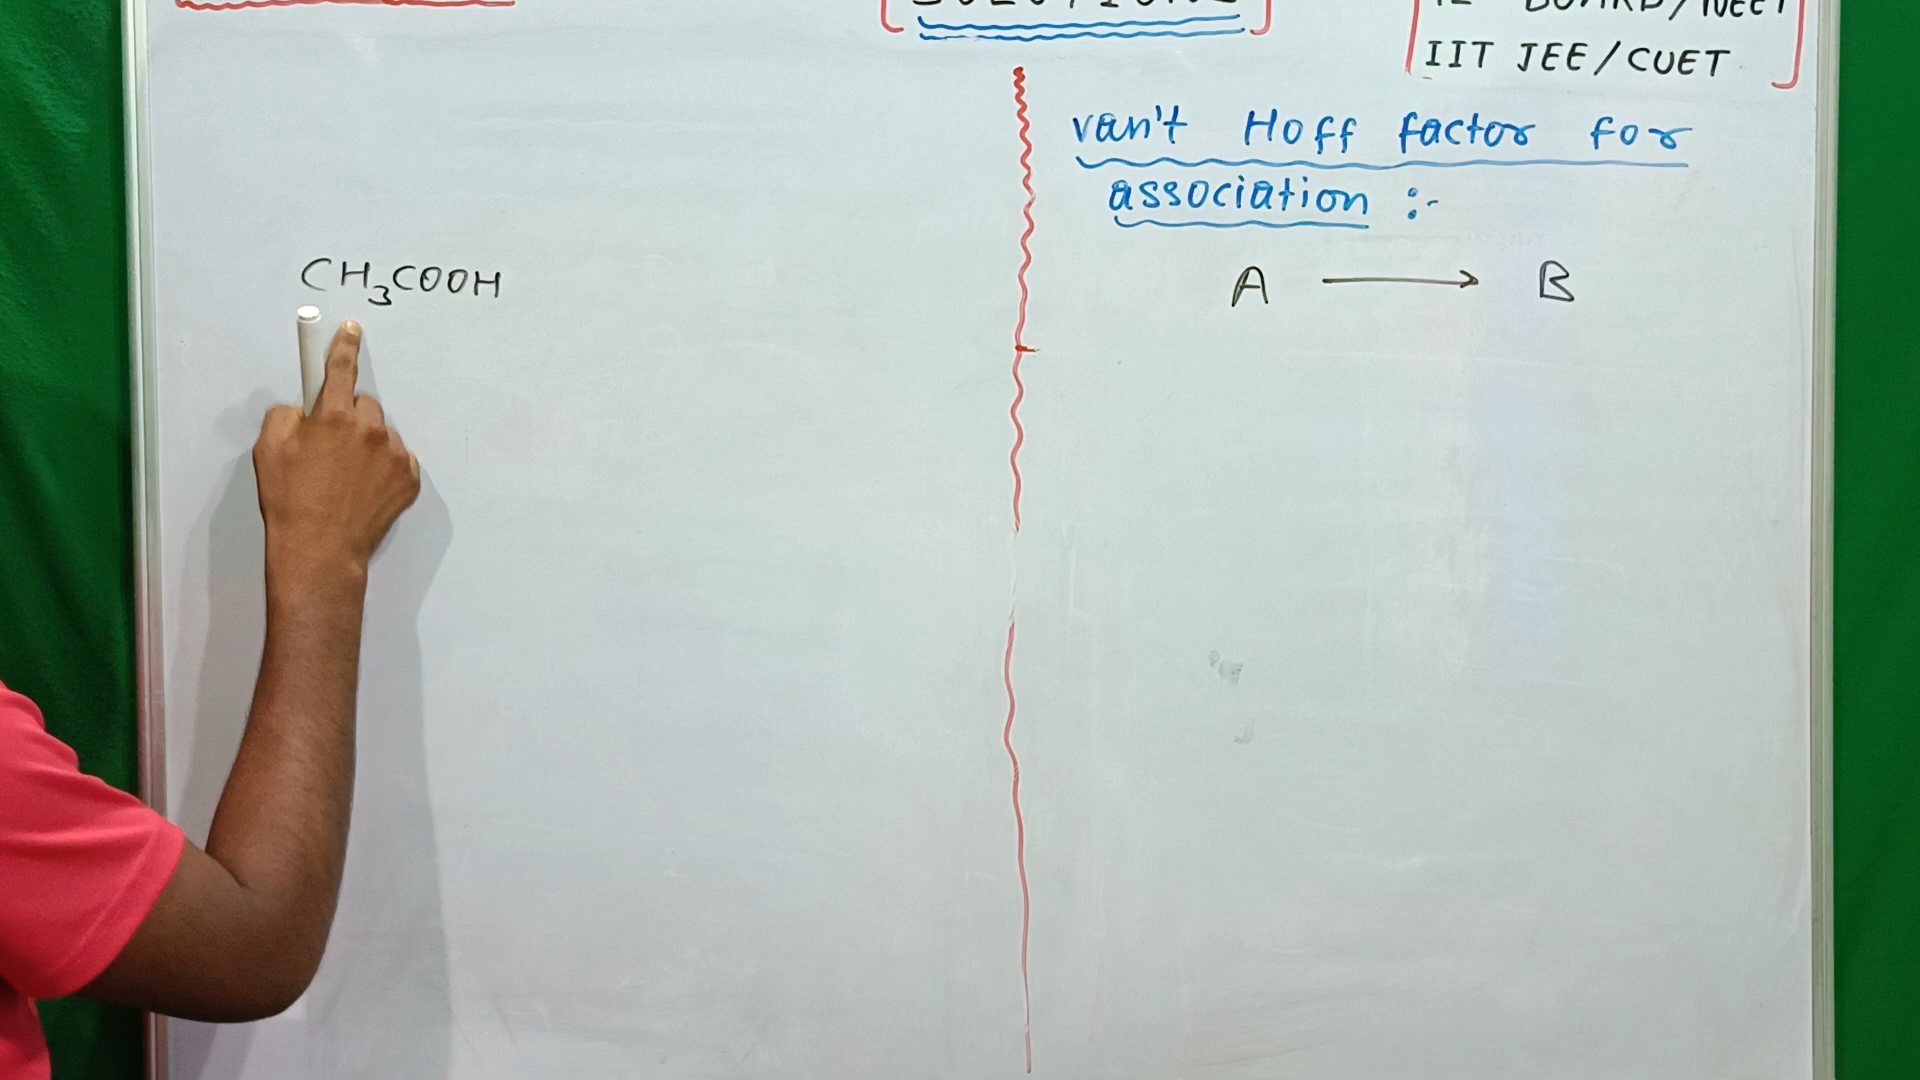 SOLUTIONS
BOARD/NEET
IIT JEE/CUET
van't Hoff factor for
association :-
CH3COOH
A ⟶ B